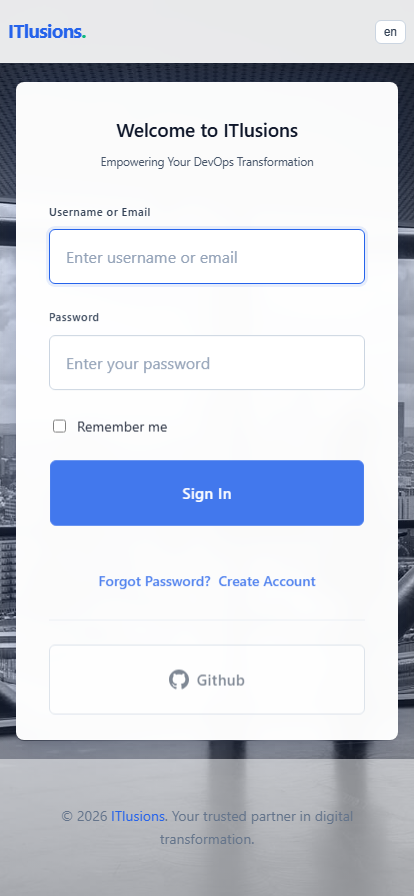 ITlusions.
en
Welcome to ITlusions
Empowering Your DevOps Transformation
Username or Email
Enter username or email
Password
Enter your password
Remember me
Sign In
Forgot Password? Create Account
Github
© 2026 ITlusions. Your trusted partner in digital
transformation.